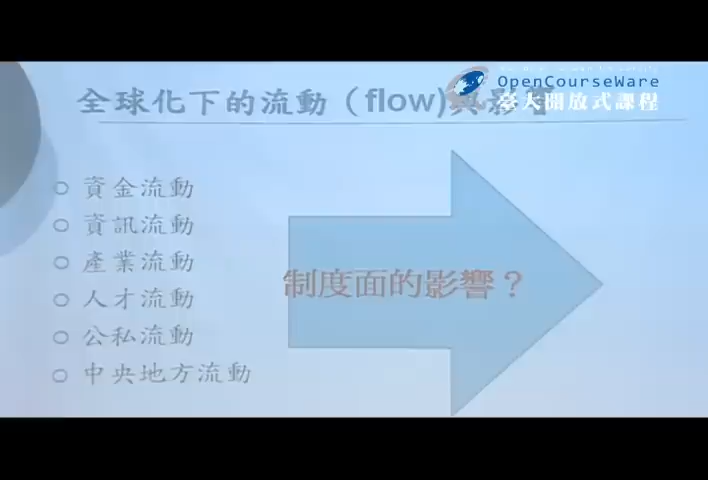 OpenCourseWare
臺大開放式課程
全球化下的流動（flow)與影響
資金流動
資訊流動
產業流動
人才流動
公私流動
中央地方流動
制度面的影響？